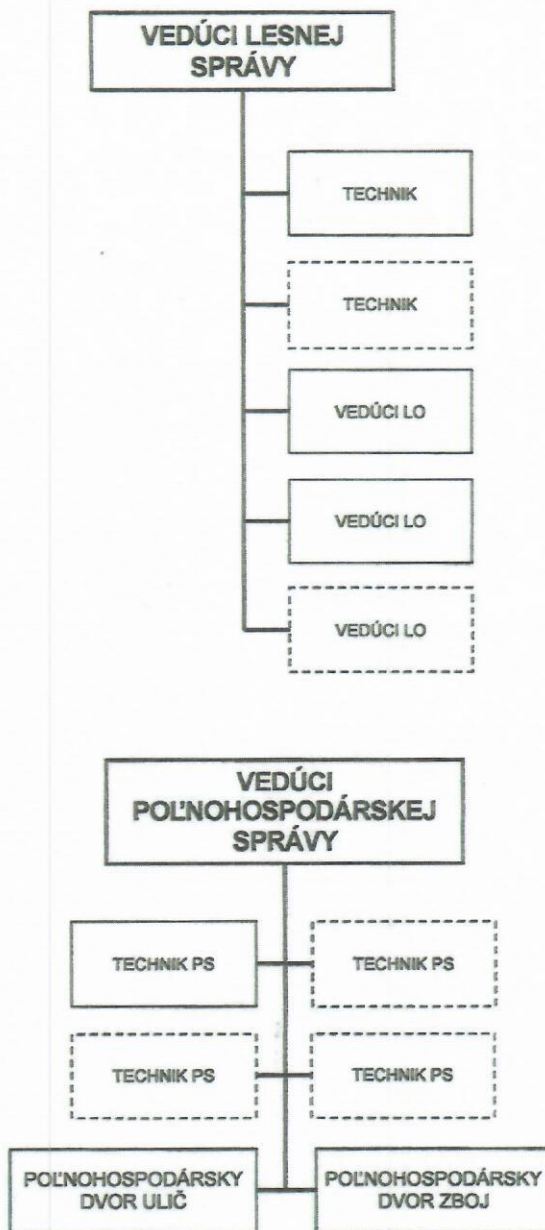 VEDÚCI LESNEJ
SPRÁVY
TECHNIK
TECHNIK
VEDÚCI LO
VEDÚCI LO
VEDÚCI LO
VEDÚCI
POĽNOHOSPODÁRSKEJ
SPRÁVY
TECHNIK PS
TECHNIK PS
TECHNIK PS
TECHNIK PS
POĽNOHOSPODÁRSKY
DVOR ULIČ
POĽNOHOSPODÁRSKY
DVOR ZBOJ